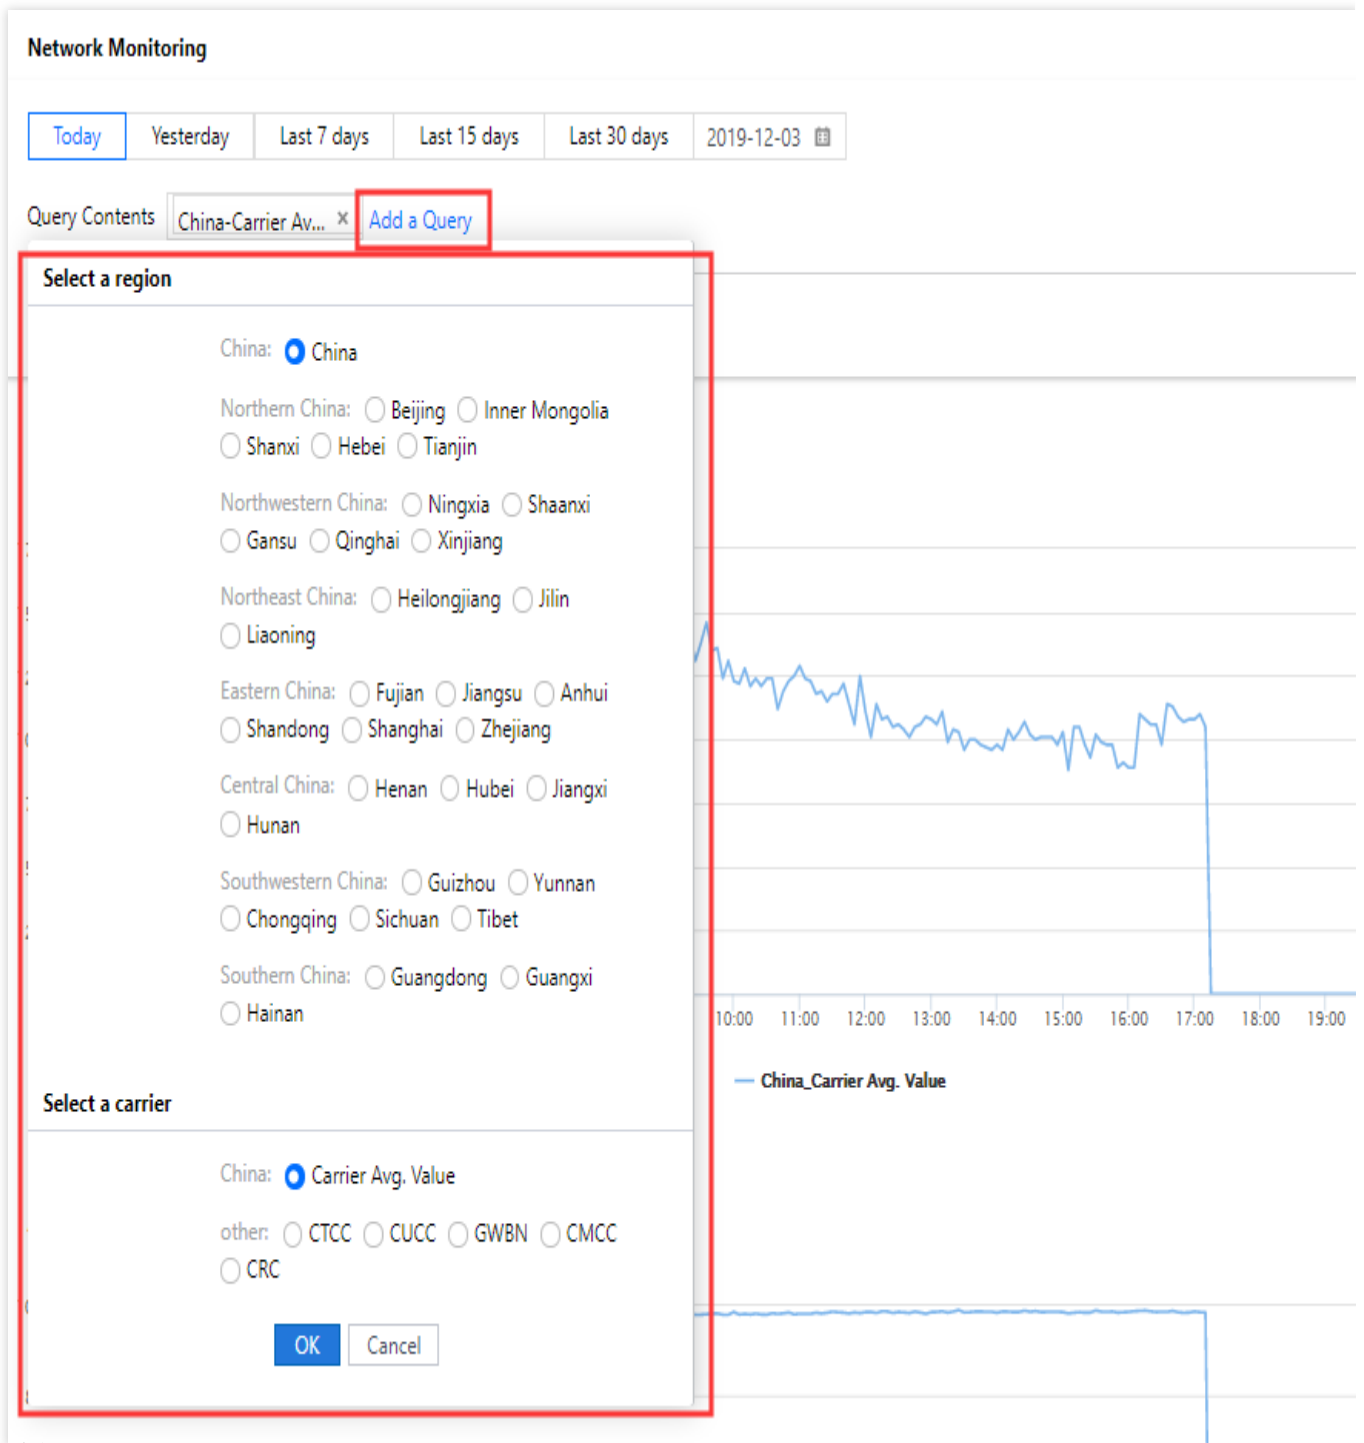 Network Monitoring
Today Yesterday Last 7 days Last 15 days Last 30 days 2019-12-03
Query Contents China-Carrier Av... × Add a Query
Select a region
China: China
Northern China: Beijing Inner Mongolia
Shanxi Hebei Tianjin
Northwestern China: Ningxia Shaanxi
Gansu Qinghai Xinjiang
Northeast China: Heilongjiang Jilin
Liaoning
Eastern China: Fujian Jiangsu Anhui
Shandong Shanghai Zhejiang
Central China: Henan Hubei Jiangxi
Hunan
Southwestern China: Guizhou Yunnan
Chongqing Sichuan Tibet
Southern China: Guangdong Guangxi
Hainan
10:00 11:00 12:00 13:00 14:00 15:00 16:00 17:00 18:00 19:00
China_Carrier Avg. Value
Select a carrier
China: Carrier Avg. Value
other: CTCC CUCC GWBN CMCC
CRC
OK Cancel